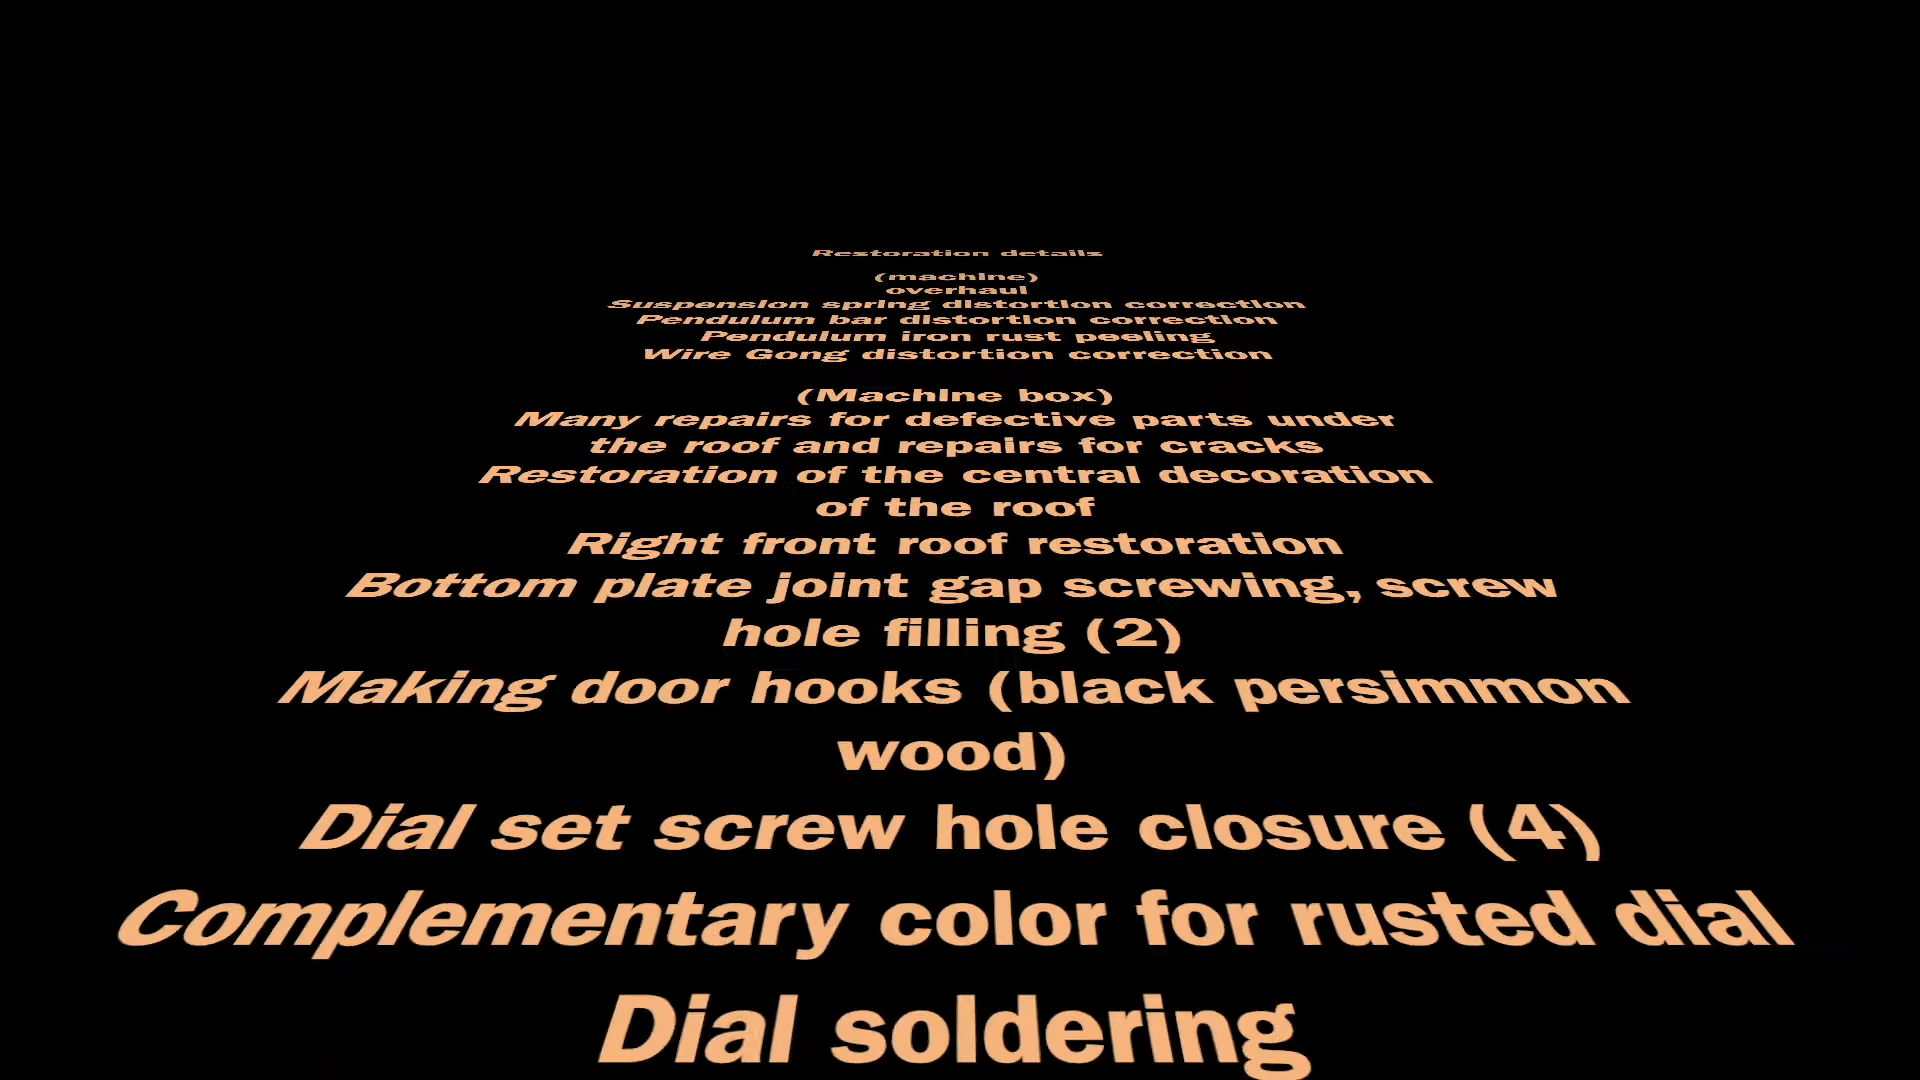 Restoration details
(machine)
overhaul
Suspension spring distortion correction
Pendulum bar distortion correction
Pendulum iron rust peeling
Wire Gong distortion correction
(Machine box)
Many repairs for defective parts under
the roof and repairs for cracks
Restoration of the central decoration
of the roof
Right front roof restoration
Bottom plate joint gap screwing, screw
hole filling (2)
Making door hooks (black persimmon
wood)
Dial set screw hole closure (4)
Complementary color for rusted dial
Dial soldering